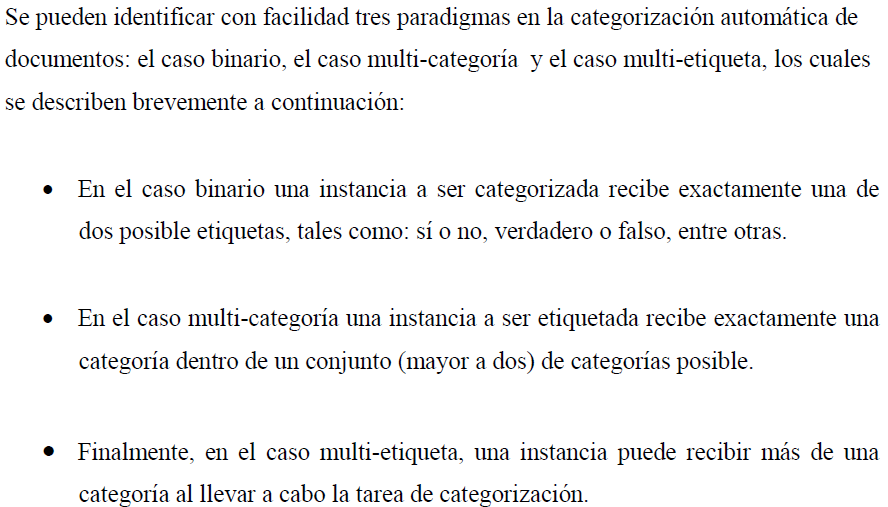 Se pueden identificar con facilidad tres paradigmas en la categorización automática de
documentos: el caso binario, el caso multi-categoría y el caso multi-etiqueta, los cuales
se describen brevemente a continuación:
• En el caso binario una instancia a ser categorizada recibe exactamente una de
dos posible etiquetas, tales como: sí o no, verdadero o falso, entre otras.
• En el caso multi-categoría una instancia a ser etiquetada recibe exactamente una
categoría dentro de un conjunto (mayor a dos) de categorías posible.
• Finalmente, en el caso multi-etiqueta, una instancia puede recibir más de una
categoría al llevar a cabo la tarea de categorización.